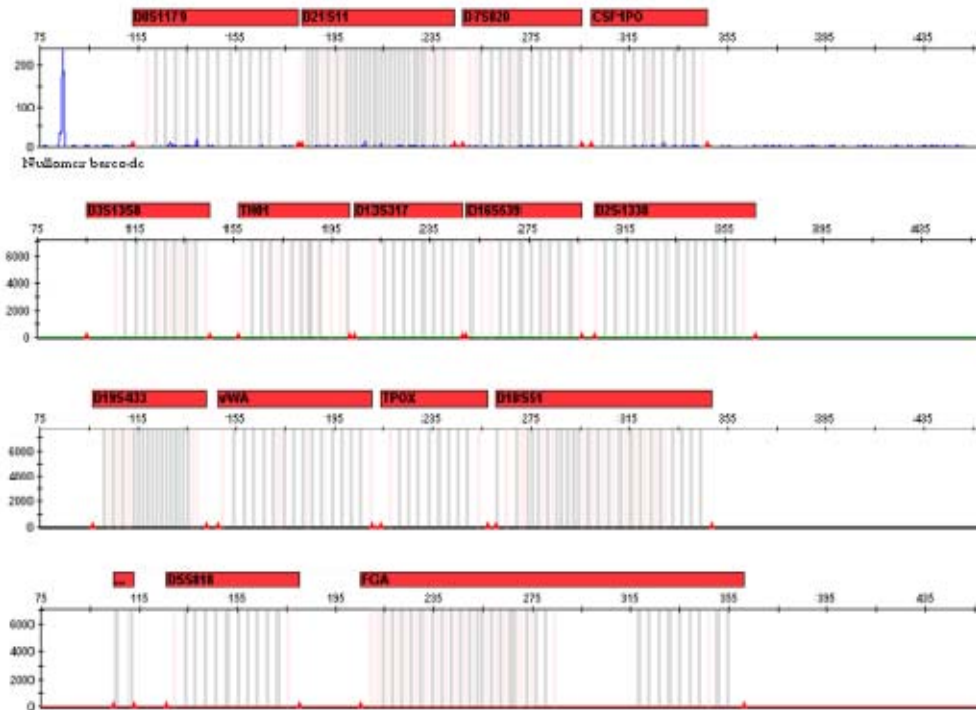 D8S1179 D21S11 D7S820 CSF1PO
75 115 155 195 235 275 315 355 395 435
200
100
0
Nullomer barcode
D3S1358 TH01 D13S317 D16S539 D2S1338
75 115 155 195 235 275 315 355 395 435
6000
4000
2000
0
D19S433 vWA TPOX D18S51
75 115 155 195 235 275 315 355 395 435
6000
4000
2000
0
... D5S818 FGA
75 115 155 195 235 275 315 355 395 435
6000
4000
2000
0